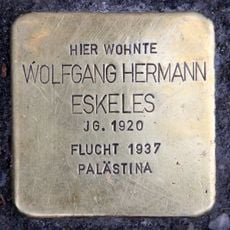 HIER WOHNTE
WOLFGANG HERMANN
ESKELES
JG. 1920
FLUCHT 1937
PALÄSTINA